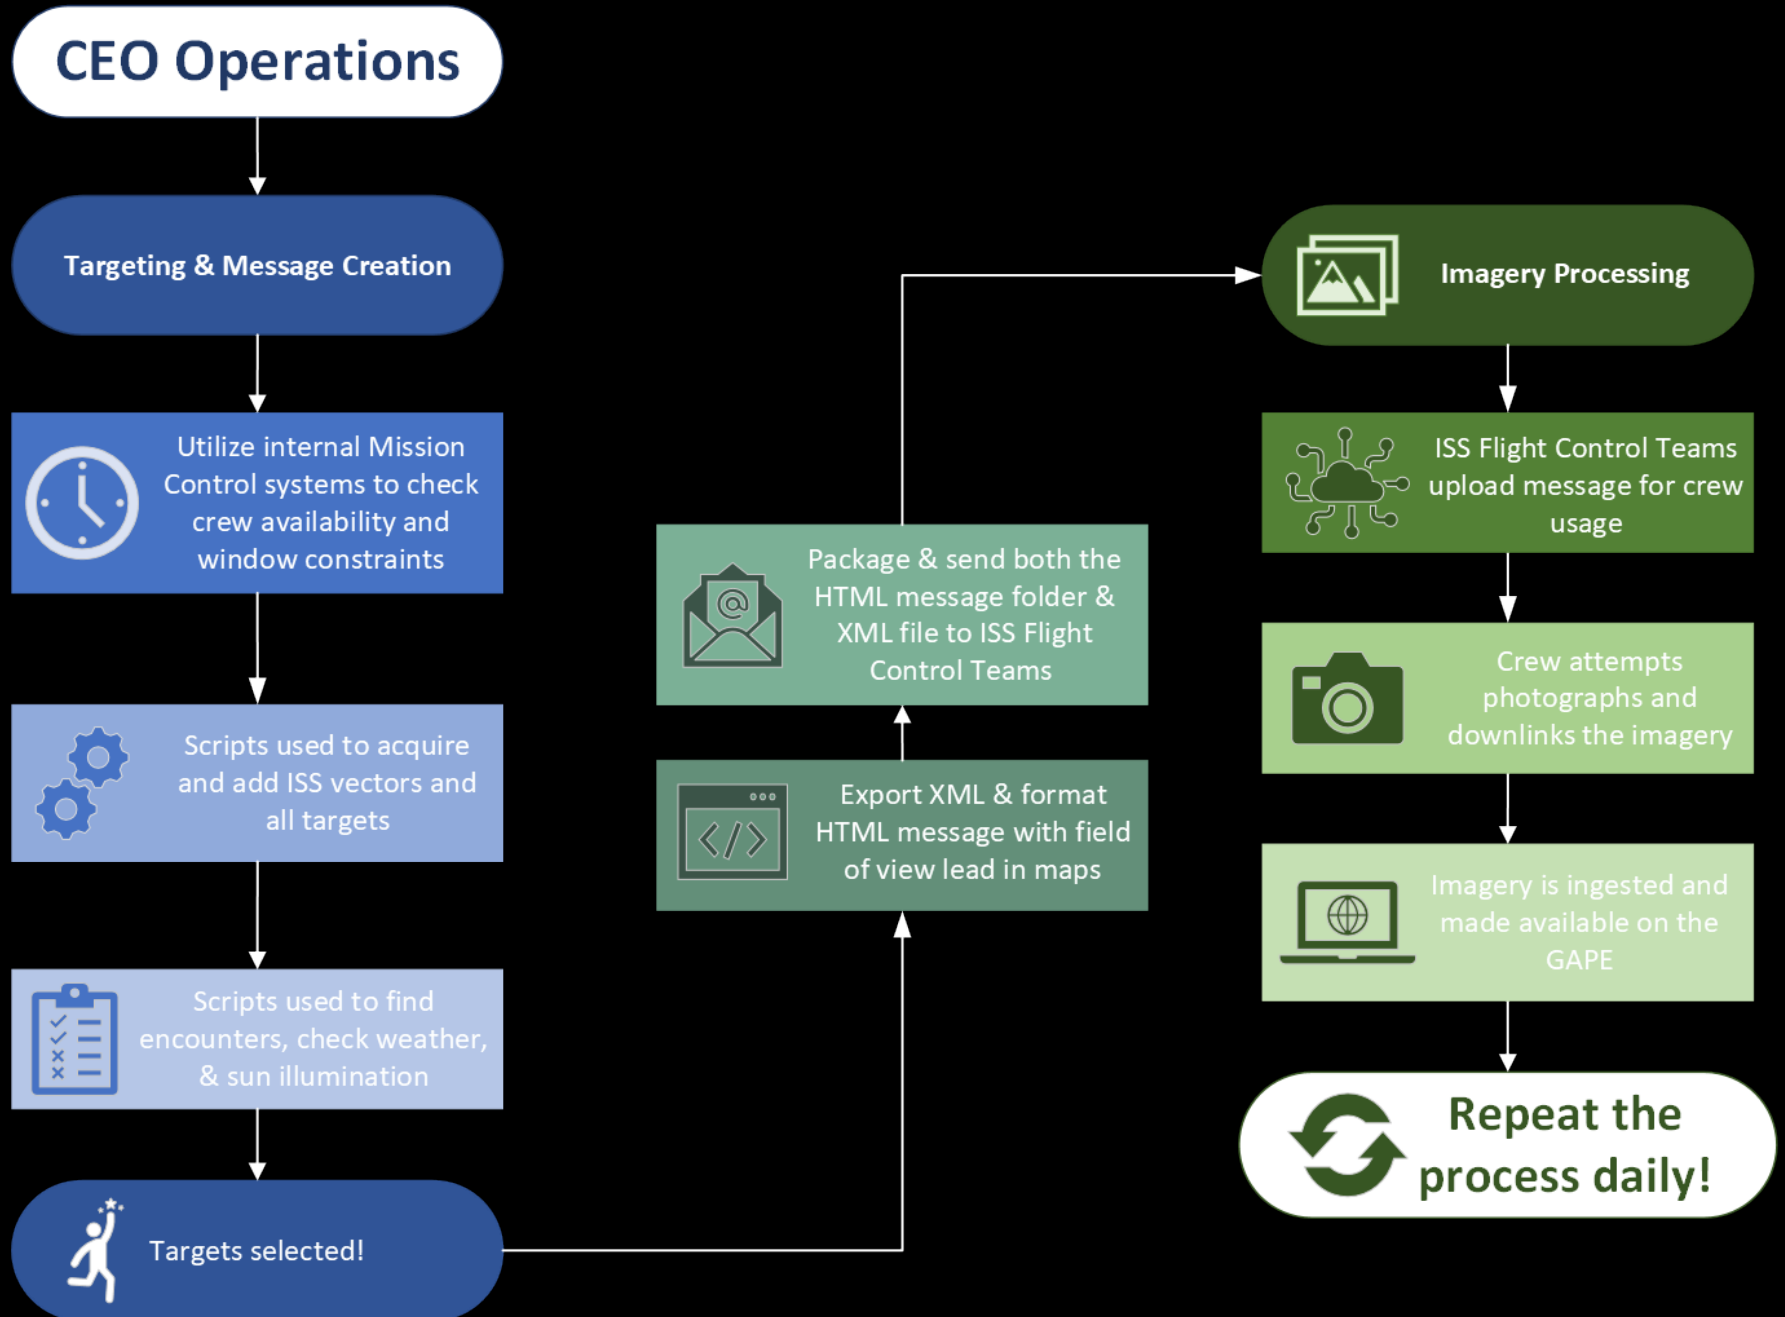 CEO Operations
Targeting & Message Creation
Utilize internal Mission
Control systems to check
crew availability and
window constraints
Scripts used to acquire
and add ISS vectors and
all targets
Scripts used to find
encounters, check weather,
& sun illumination
Targets selected!
Export XML & format
HTML message with field
of view lead in maps
</>
Package & send both the
HTML message folder &
XML file to ISS Flight
Control Teams
@
Imagery Processing
ISS Flight Control Teams
upload message for crew
usage
Crew attempts
photographs and
downlinks the imagery
Imagery is ingested and
made available on the
GAPE
Repeat the
process daily!